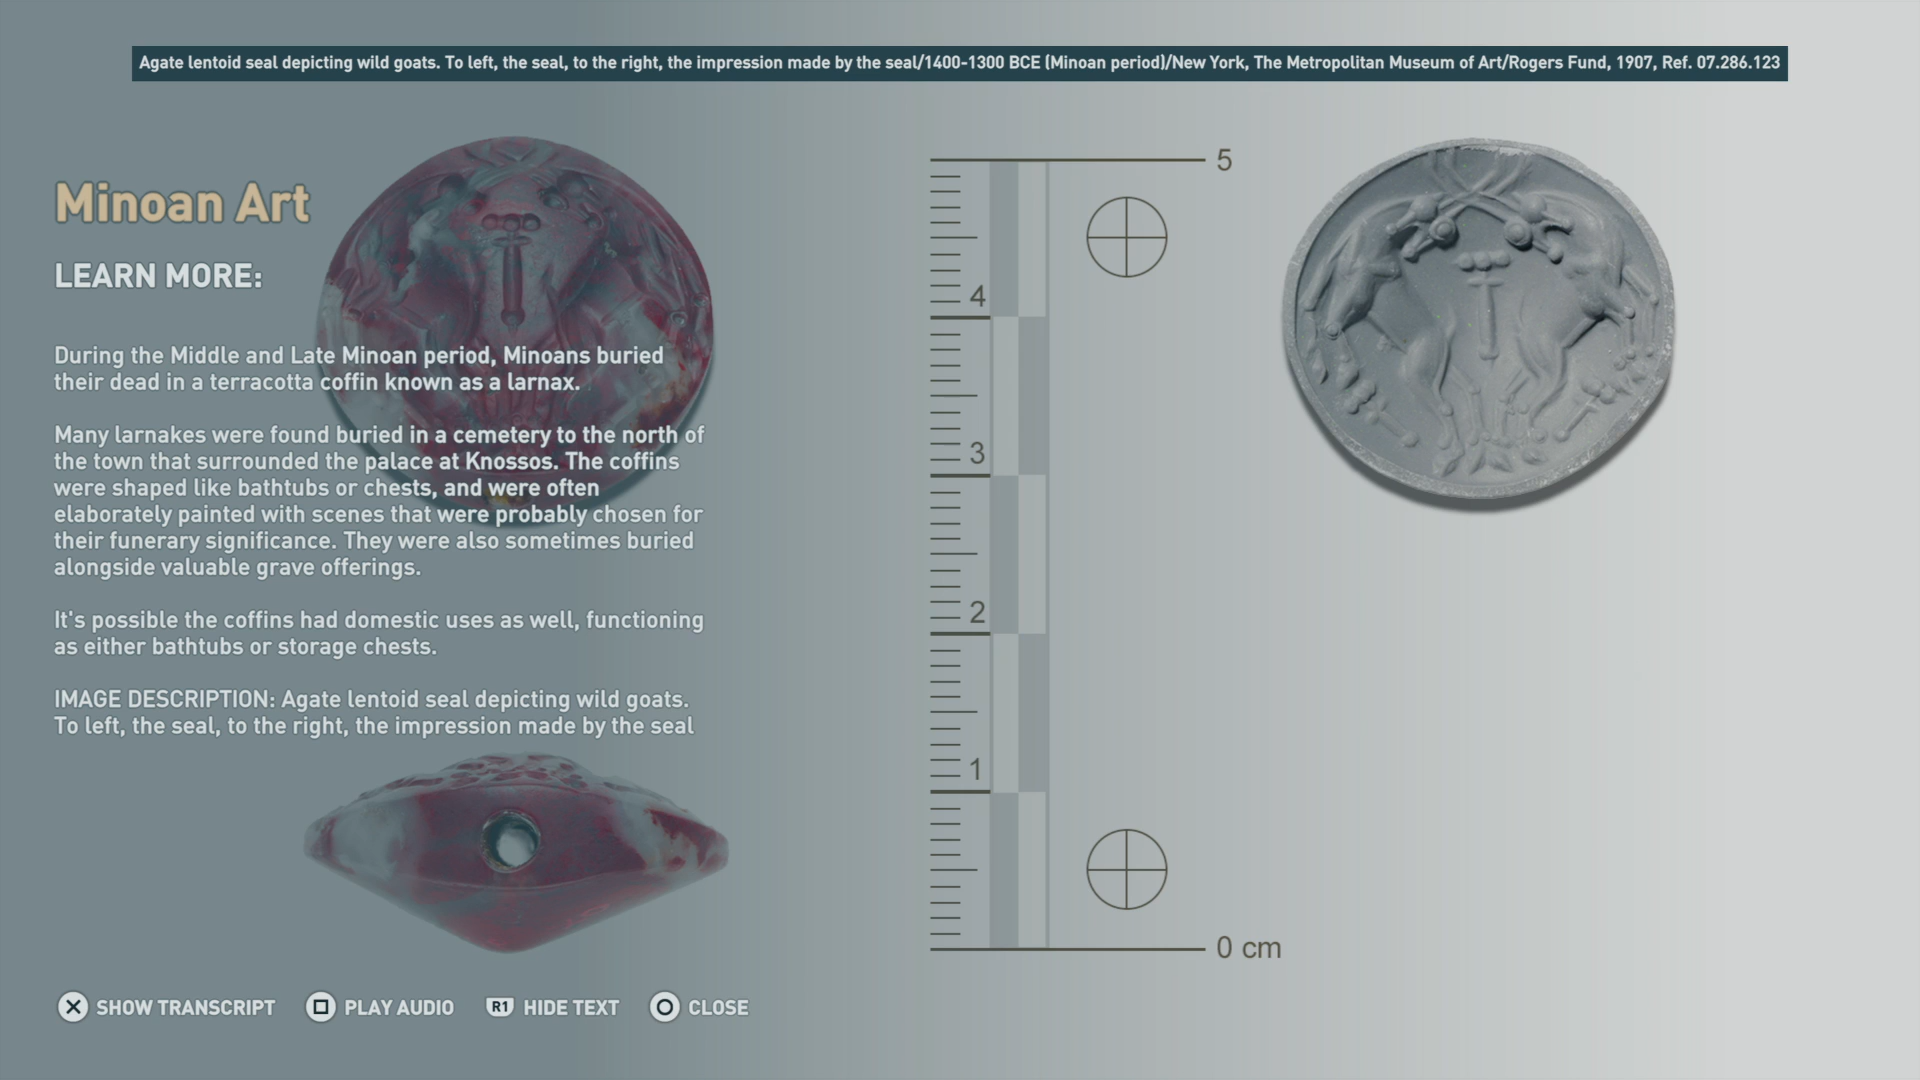 Agate lentoid seal depicting wild goats. To left, the seal, to the right, the impression made by the seal/1400-1300 BCE (Minoan period)/New York, The Metropolitan Museum of Art/Rogers Fund, 1907, Ref. 07.286.123
Minoan Art
LEARN MORE:
During the Middle and Late Minoan period, Minoans buried
their dead in a terracotta coffin known as a larnax.
Many larnakes were found buried in a cemetery to the north of
the town that surrounded the palace at Knossos. The coffins
were shaped like bathtubs or chests, and were often
elaborately painted with scenes that were probably chosen for
their funerary significance. They were also sometimes buried
alongside valuable grave offerings.
It's possible the coffins had domestic uses as well, functioning
as either bathtubs or storage chests.
IMAGE DESCRIPTION: Agate lentoid seal depicting wild goats.
To left, the seal, to the right, the impression made by the seal
5
4
3
2
1
0 cm
SHOW TRANSCRIPT
PLAY AUDIO
R1 HIDE TEXT
CLOSE